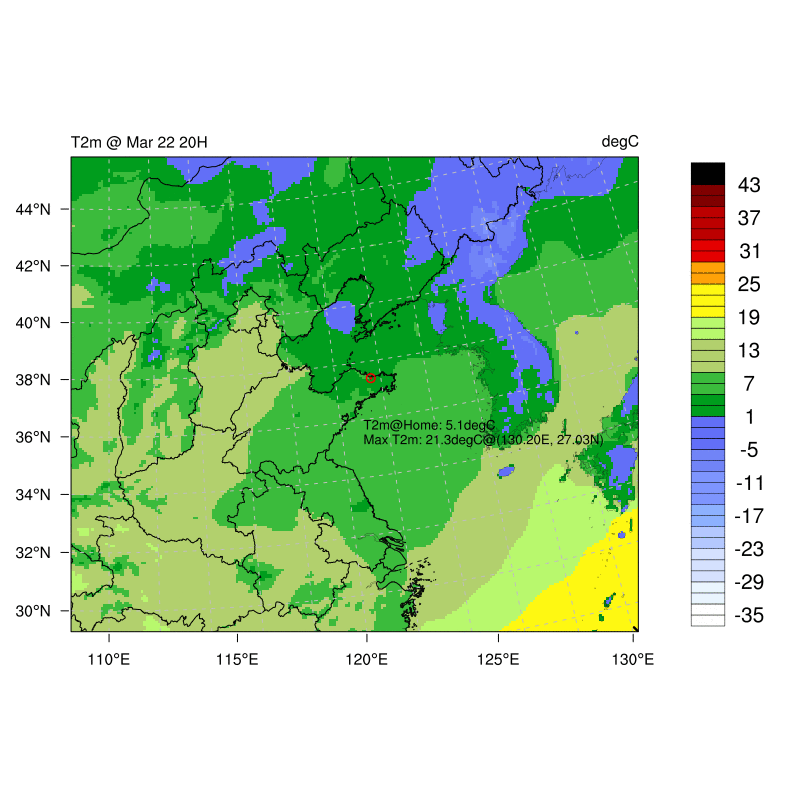 T2m @ Mar 22 20H
degC
44°N
42°N
40°N
38°N
36°N
34°N
32°N
30°N
110°E
115°E
120°E
125°E
130°E
T2m@Home: 5.1degC
Max T2m: 21.3degC@(130.20E, 27.03N)
43
37
31
25
19
13
7
1
-5
-11
-17
-23
-29
-35